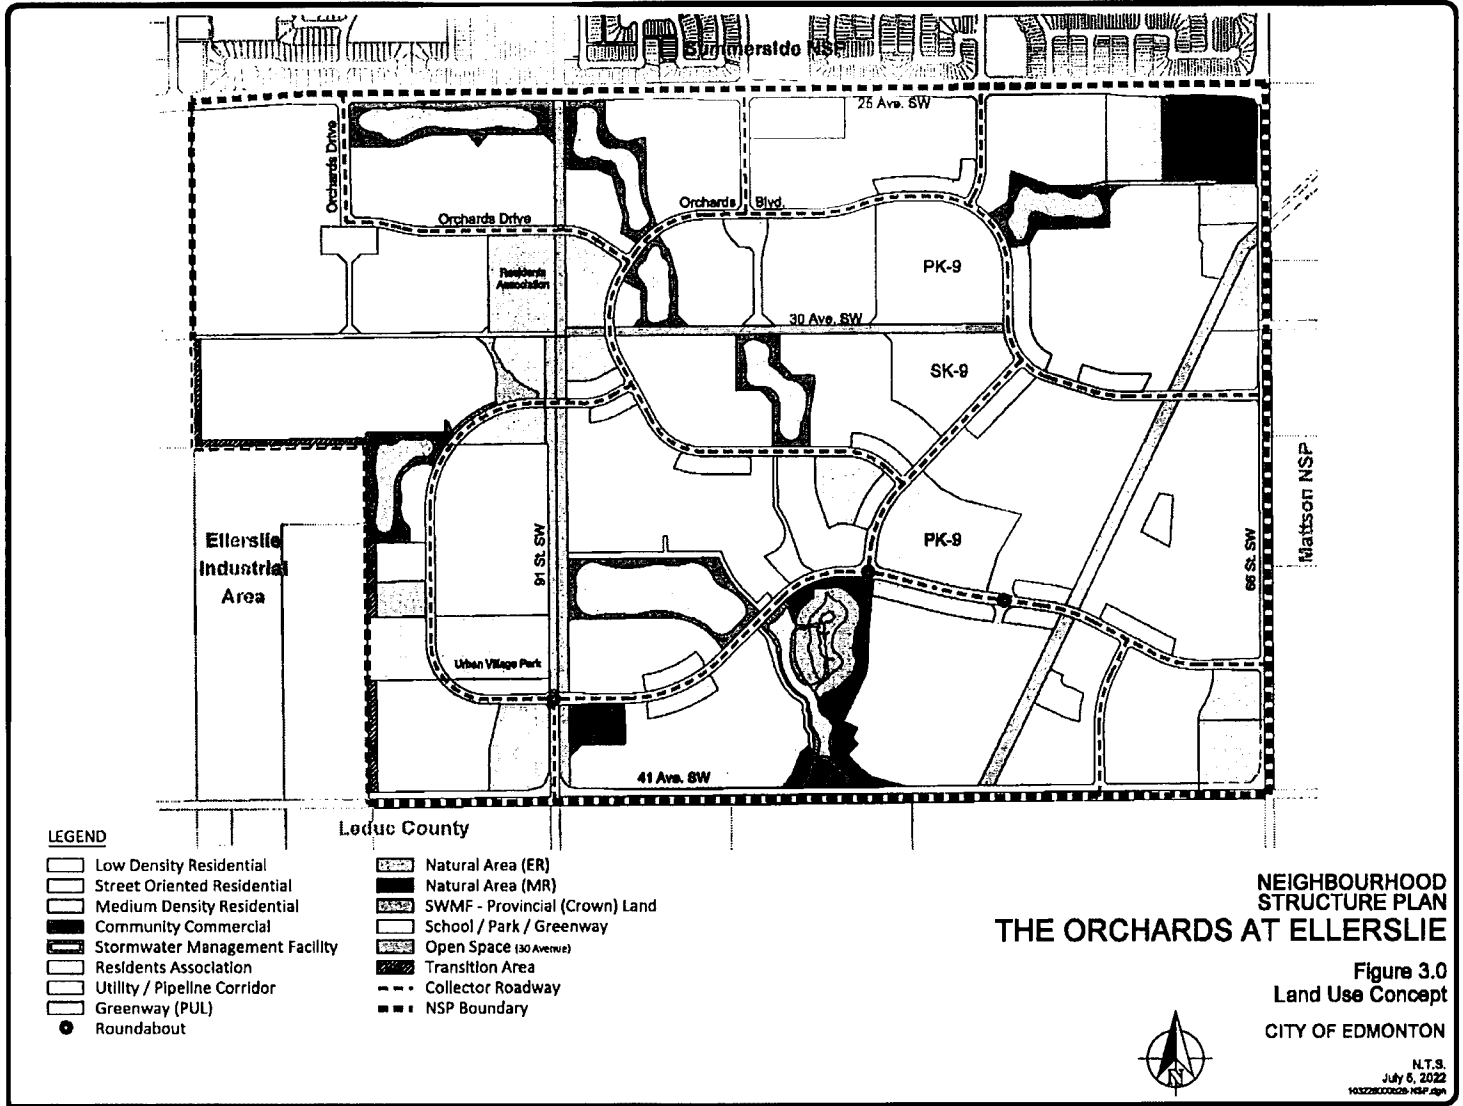 Summerside NSP
25 Ave. SW
Orchards Drive
Orchards Drive
Orchards Blvd.
Residents
Association
PK-9
30 Ave. SW
SK-9
Mattson NSP
Ellerslie
Industrial
Area
91 St. SW
PK-9
66 St. SW
Urban Village Park
41 Ave. SW
Leduc County
LEGEND
Low Density Residential
Street Oriented Residential
Medium Density Residential
Community Commercial
Stormwater Management Facility
Residents Association
Utility / Pipeline Corridor
Greenway (PUL)
Roundabout
Natural Area (ER)
Natural Area (MR)
SWMF - Provincial (Crown) Land
School / Park / Greenway
Open Space (30 Avenue)
Transition Area
Collector Roadway
NSP Boundary
NEIGHBOURHOOD
STRUCTURE PLAN
THE ORCHARDS AT ELLERSLIE
Figure 3.0
Land Use Concept
CITY OF EDMONTON
N
N.T.S.
July 5, 2022